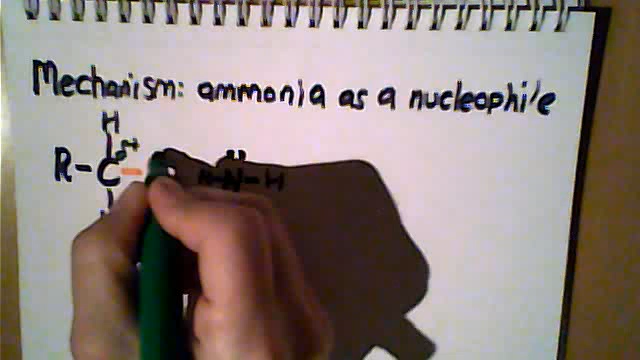 Mechanism: ammonia as a nucleophile
H
R-C δ+ - N-H